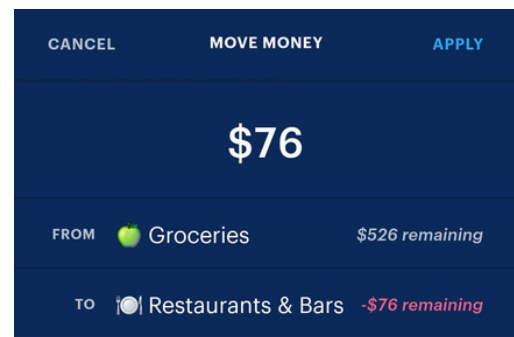 CANCEL MOVE MONEY APPLY
$76
FROM 🍏 Groceries $526 remaining
TO 🍽 Restaurants & Bars -$76 remaining